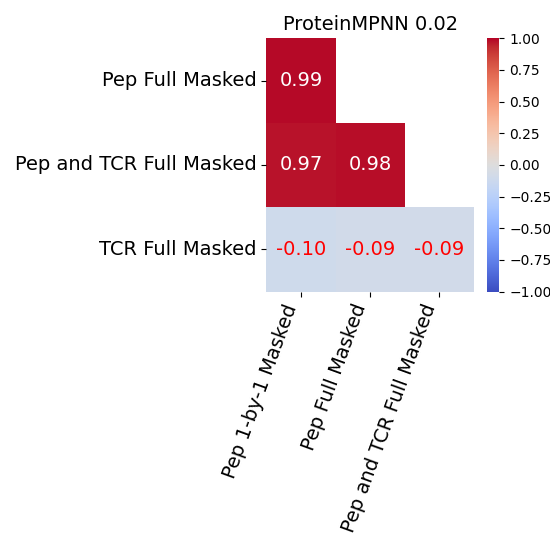 ProteinMPNN 0.02
Pep Full Masked
0.99
Pep and TCR Full Masked
0.97
0.98
TCR Full Masked
-0.10
-0.09
-0.09
Pep 1-by-1 Masked
Pep Full Masked
Pep and TCR Full Masked
1.00
0.75
0.50
0.25
0.00
−0.25
−0.50
−0.75
−1.00